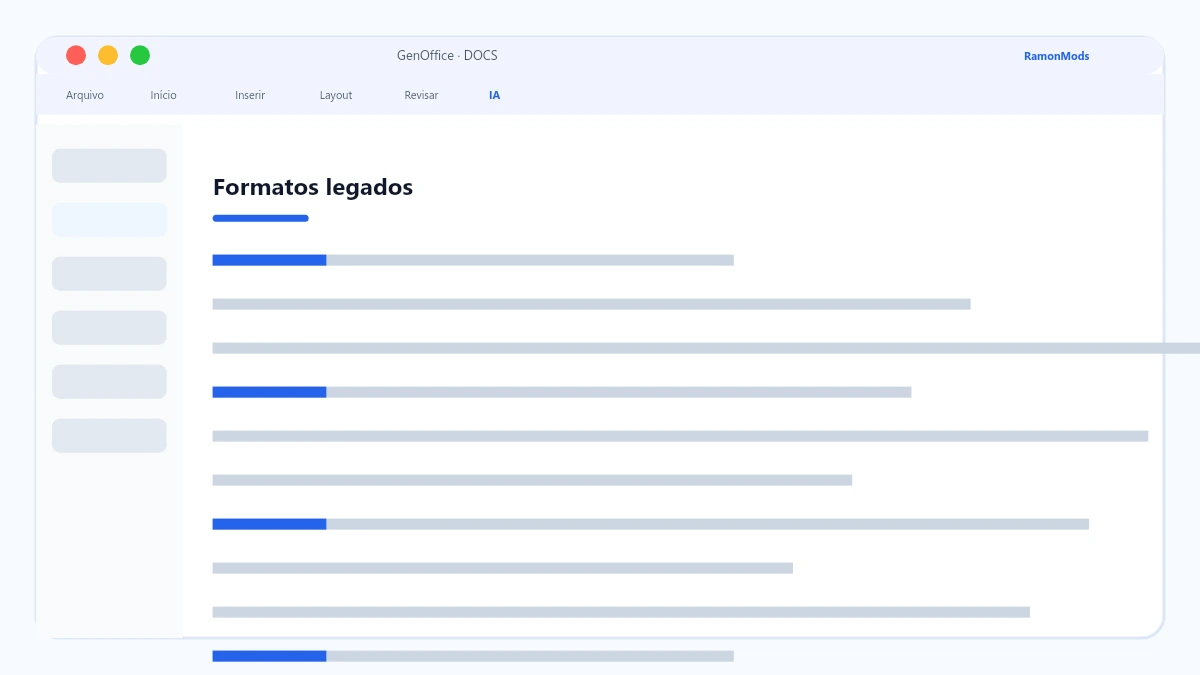 GenOffice · DOCS
RamonMods
Arquivo Início Inserir Layout Revisar IA
Formatos legados